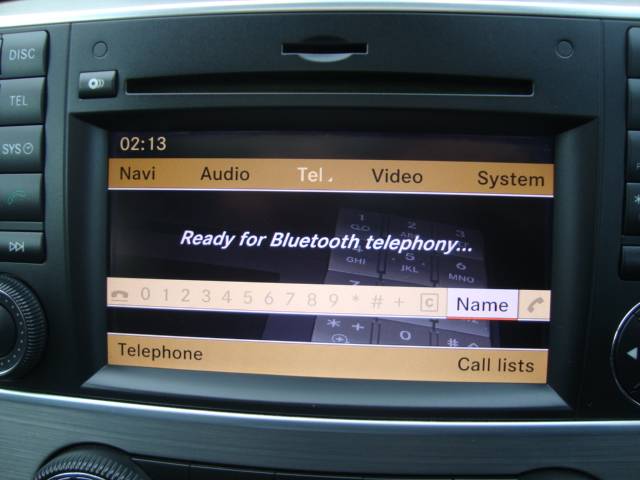 DISC
TEL
SYS
02:13
Navi Audio Tel. Video System
Ready for Bluetooth telephony...
0 1 2 3 4 5 6 7 8 9 * # + C Name
Telephone Call lists